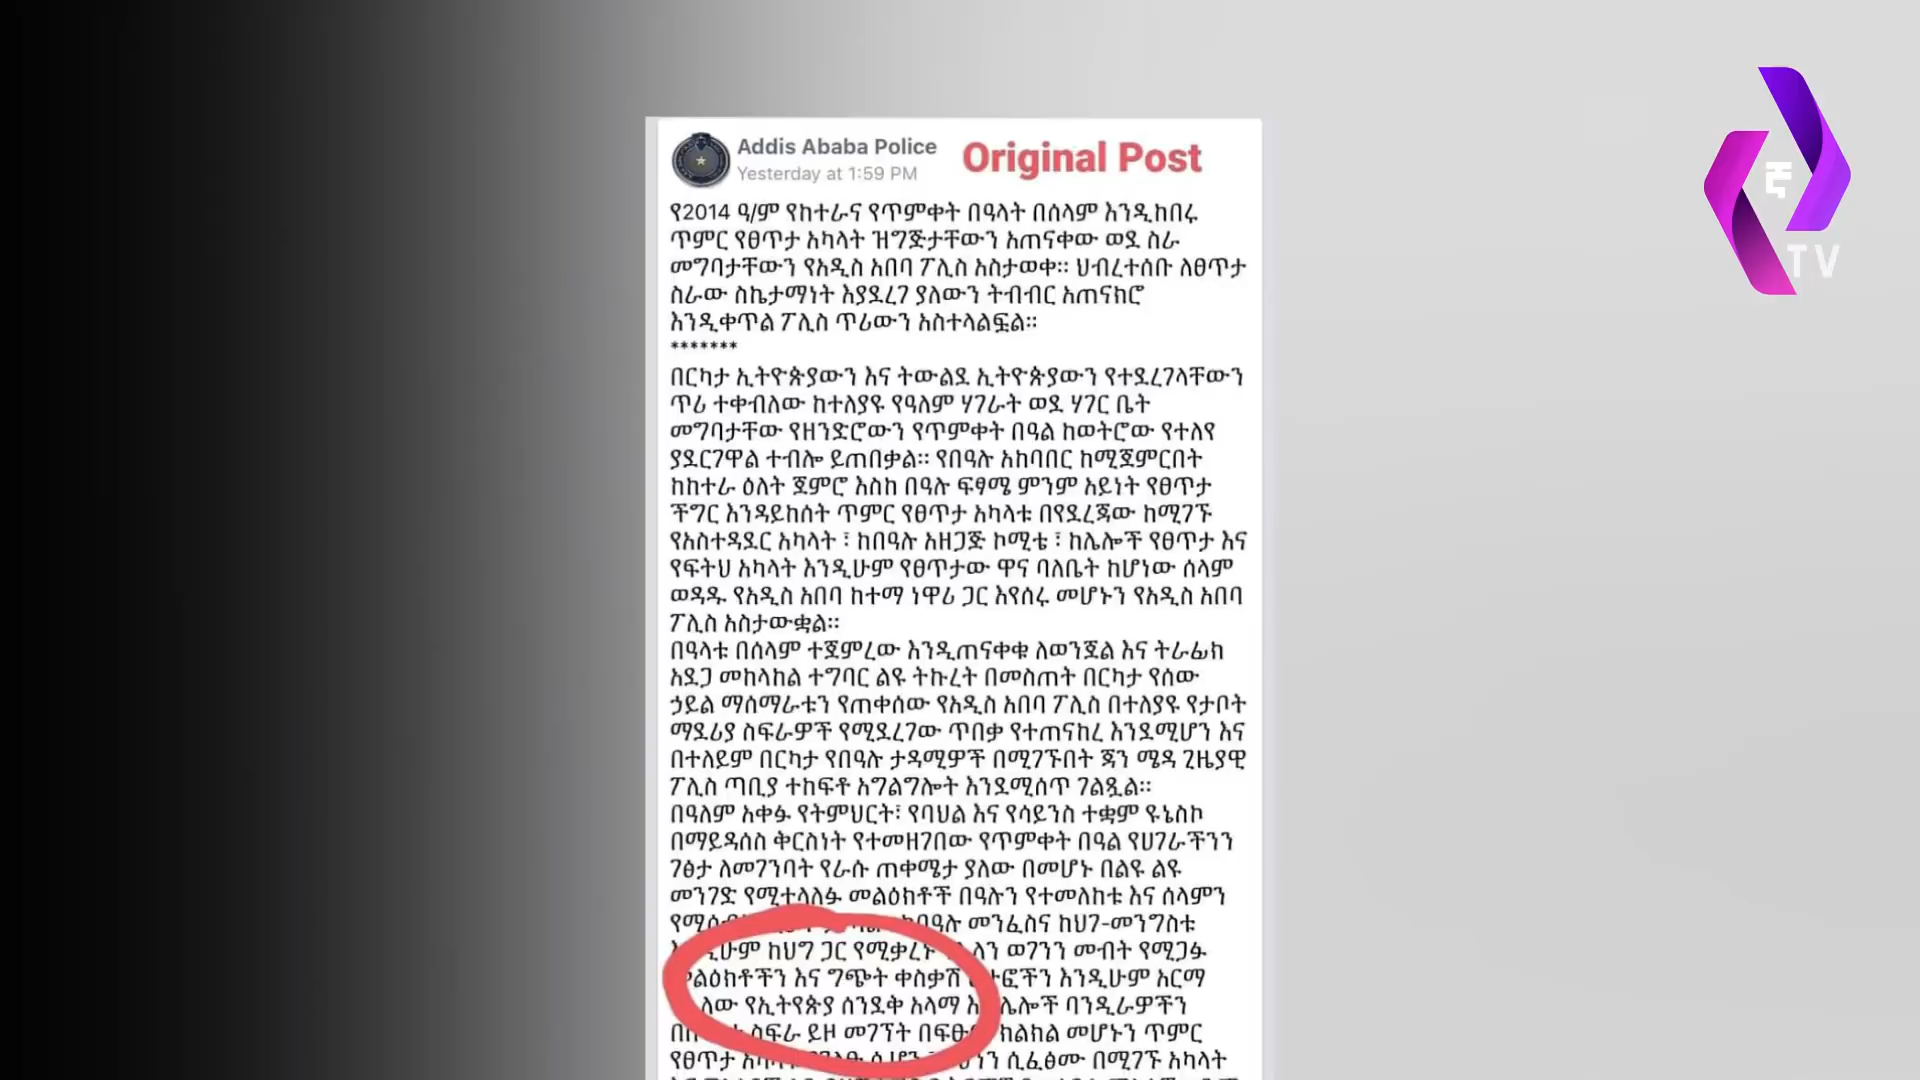 Addis Ababa Police
Yesterday at 1:59 PM
Original Post
 የ2014 ዓ/ም የከተራና የጥምቀት በዓላት በሰላም እንዲከበሩ
ጥምር የፀጥታ አካላት ዝግጅታቸውን አጠናቀው ወደ ስራ
መግባታቸውን የአዲስ አበባ ፖሊስ አስታወቀ። ህብረተሰቡ ለፀጥታ
ስራው ስኬታማነት እያደረገ ያለውን ትብብር አጠናክሮ
እንዲቀጥል ፖሊስ ጥሪውን አስተላልፏል።
*******
በርካታ ኢትዮጵያውን እና ትውልደ ኢትዮጵያውን የተደረገላቸውን
ጥሪ ተቀብለው ከተለያዩ የዓለም ሃገራት ወደ ሃገር ቤት
መግባታቸው የዘንድሮውን የጥምቀት በዓል ከወትሮው የተለየ
ያደርገዋል ተብሎ ይጠበቃል። የበዓሉ አከባበር ከሚጀምርበት
ከከተራ ዕለት ጀምሮ እስከ በዓሉ ፍፃሜ ምንም አይነት የፀጥታ
ችግር እንዳይከሰት ጥምር የፀጥታ አካላቱ በየደረጃው ከሚገኙ
የአስተዳደር አካላት ፣ ከበዓሉ አዘጋጅ ኮሚቴ ፣ ከሌሎች የፀጥታ እና
የፍትህ አካላት እንዲሁም የፀጥታው ዋና ባለቤት ከሆነው ሰላም
ወዳዱ የአዲስ አበባ ከተማ ነዋሪ ጋር እየሰሩ መሆኑን የአዲስ አበባ
ፖሊስ አስታውቋል።
በዓላቱ በሰላም ተጀምረው እንዲጠናቀቁ ለወንጀል እና ትራፊክ
አደጋ መከላከል ተግባር ልዩ ትኩረት በመስጠት በርካታ የሰው
ኃይል ማሰማራቱን የጠቀሰው የአዲስ አበባ ፖሊስ በተለያዩ የታቦት
ማደሪያ ስፍራዎች የሚደረገው ጥበቃ የተጠናከረ እንደሚሆን እና
በተለይም በርካታ የበዓሉ ታዳሚዎች በሚገኙበት ጃን ሜዳ ጊዜያዊ
ፖሊስ ጣቢያ ተከፍቶ አግልግሎት እንደሚሰጥ ገልጿል።
በዓለም አቀፉ የትምህርት፣ የባህል እና የሳይንስ ተቋም ዩኔስኮ
በማይዳሰስ ቅርስነት የተመዘገበው የጥምቀት በዓል የሀገራችንን
ገፅታ ለመገንባት የራሱ ጠቀሜታ ያለው በመሆኑ በልዩ ልዩ
መንገድ የሚተላለፉ መልዕክቶች በዓሉን የተመለከቱ እና ሰላምን
ከበዓሉ መንፈስና ከህገ-መንግስቱ
ከህግ ጋር የሚቃረኑ ወገንን መብት የሚጋፉ
እና ግጭት ቀስቃሽ እንዲሁም አርማ
የኢትየጵያ ሰንደቅ አላማ ባንዲራዎችን
ስፍራ ይዞ መገኘት ክልክል መሆኑን ጥምር
የፀጥታ ሲፈፅሙ በሚገኙ አካላት
ፀ
TV